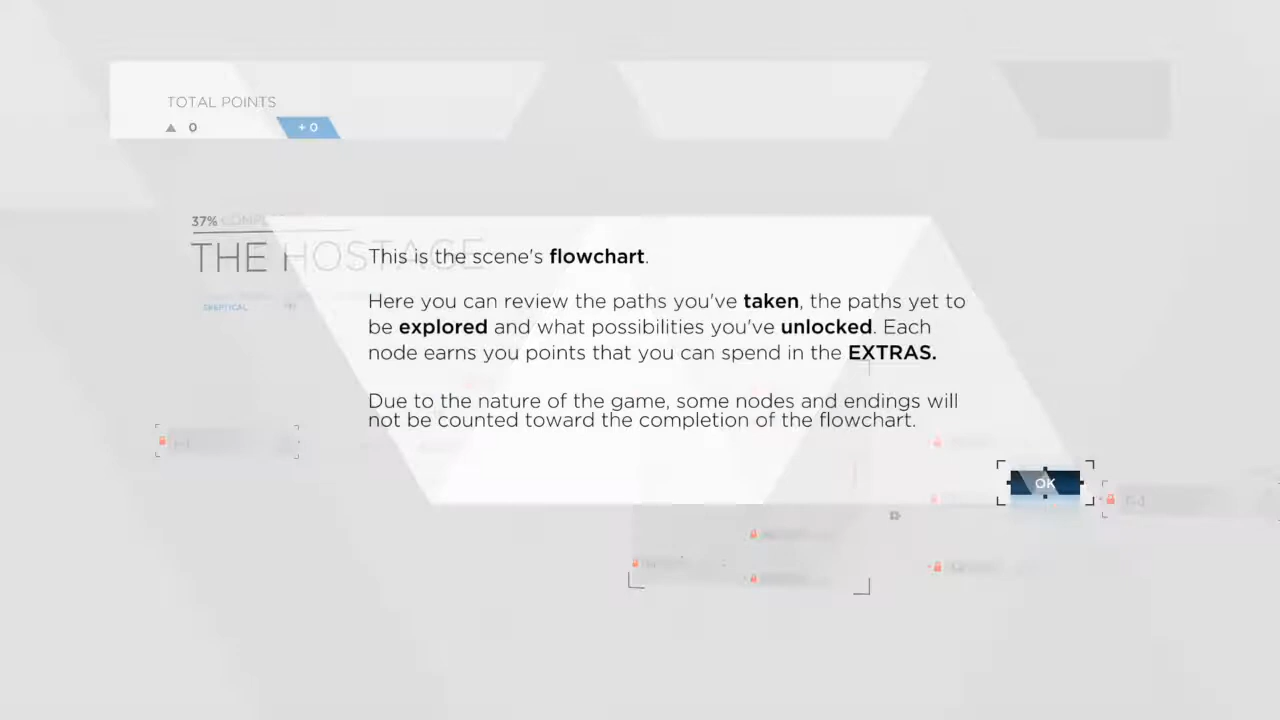 TOTAL POINTS
0
+ 0
37% COMPL
THE HOSTAGE
This is the scene's flowchart.
SKEPTICAL
Here you can review the paths you've taken, the paths yet to
be explored and what possibilities you've unlocked. Each
node earns you points that you can spend in the EXTRAS.
Due to the nature of the game, some nodes and endings will
not be counted toward the completion of the flowchart.
OK